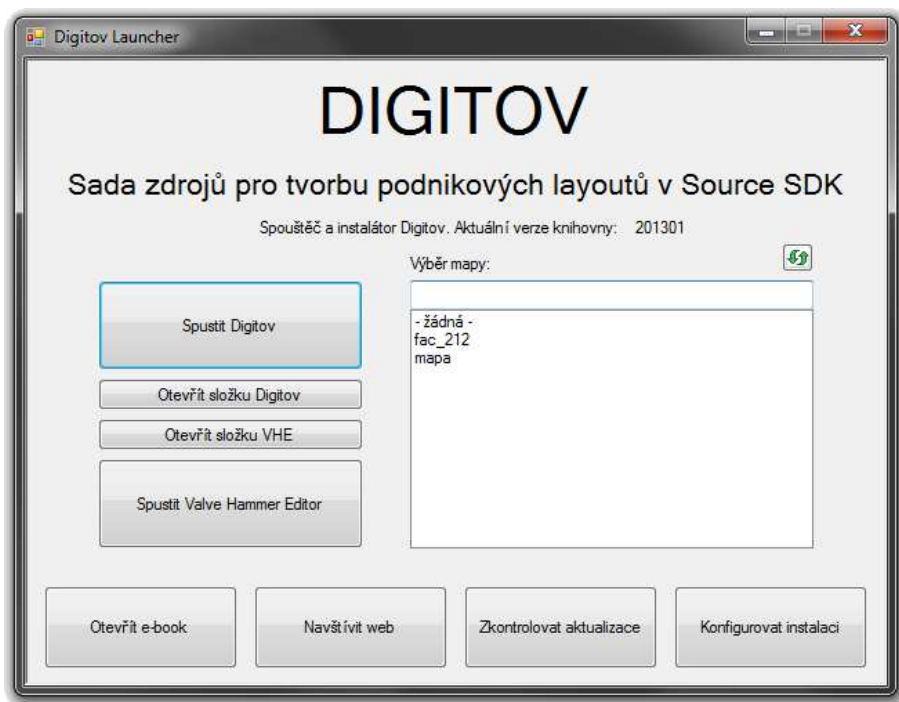 Digitov Launcher
DIGITOV
Sada zdrojů pro tvorbu podnikových layoutů v Source SDK
Spouštěč a instalátor Digitov. Aktuální verze knihovny: 201301
Výběr mapy:
Spustit Digitov
- žádná -
fac_212
mapa
Otevřít složku Digitov
Otevřít složku VHE
Spustit Valve Hammer Editor
Otevřít e-book
Navštívit web
Zkontrolovat aktualizace
Konfigurovat instalaci